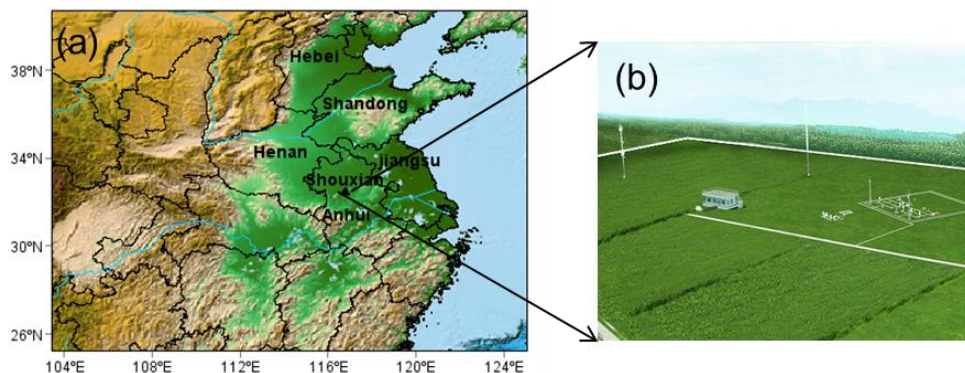 (a)
Hebei
Shandong
Henan
jiangsu
Shouxian
Anhui
38°N
34°N
30°N
26°N
104°E 108°E 112°E 116°E 120°E 124°E
(b)